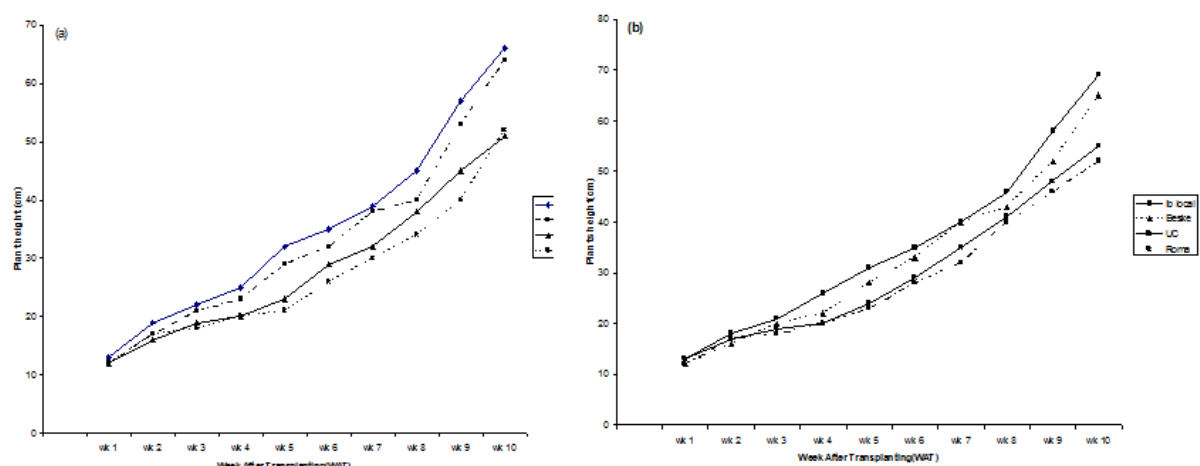 (a)
70
60
50
40
30
20
10
0
Plant height(cm)
wk 1 wk 2 wk 3 wk 4 wk 5 wk 6 wk 7 wk 8 wk 9 wk 10
Week After Transplanting(WAT)
(b)
80
70
60
50
40
30
20
10
0
Plants height(cm)
wk 1 wk 2 wk 3 wk 4 wk 5 wk 6 wk 7 wk 8 wk 9 wk 10
Week After Transplanting(WAT)
Ib local
Beske
UC
Roma